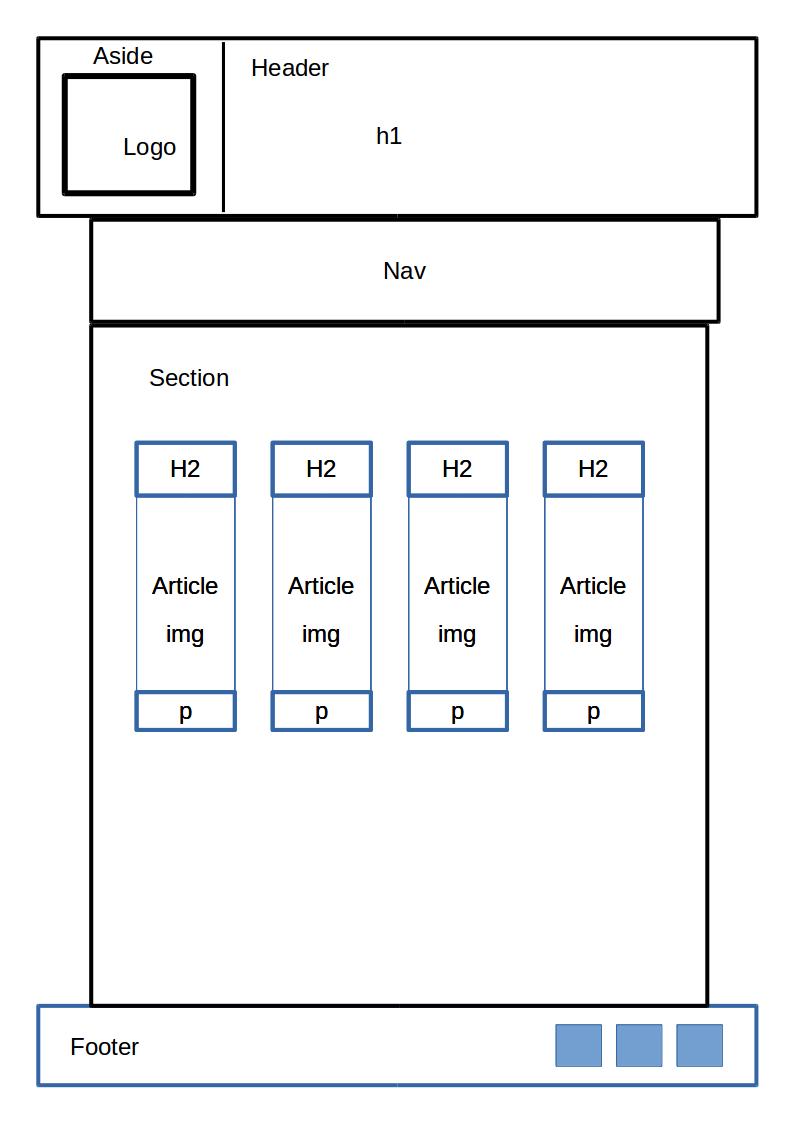 Aside
Header
Logo
h1
Nav
Section
H2 H2 H2 H2
Article Article Article Article
img img img img
p p p p
Footer